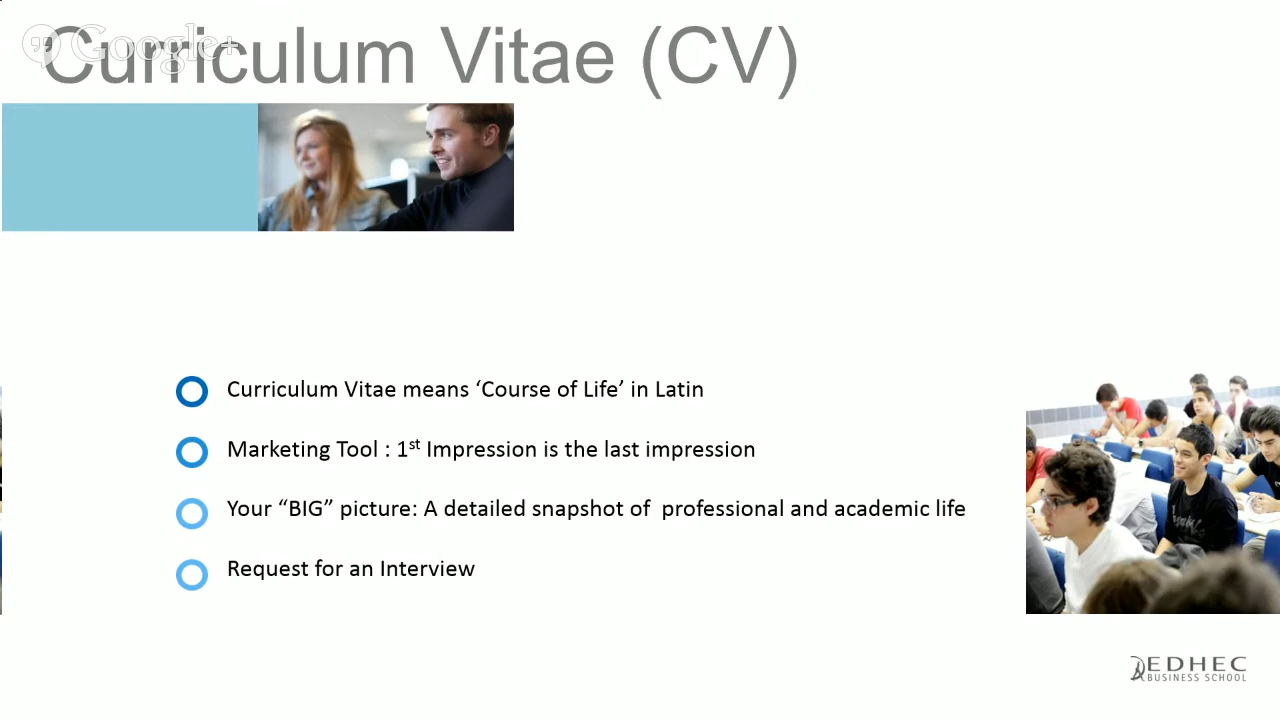 Curriculum Vitae (CV)
Google+
Curriculum Vitae means ‘Course of Life’ in Latin
Marketing Tool : 1st Impression is the last impression
Your “BIG” picture: A detailed snapshot of professional and academic life
Request for an Interview
EDHEC
BUSINESS SCHOOL